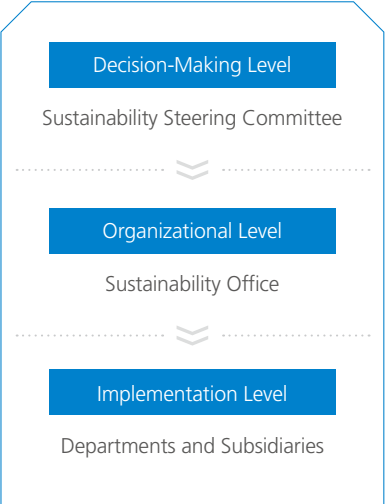 Decision-Making Level
Sustainability Steering Committee
Organizational Level
Sustainability Office
Implementation Level
Departments and Subsidiaries